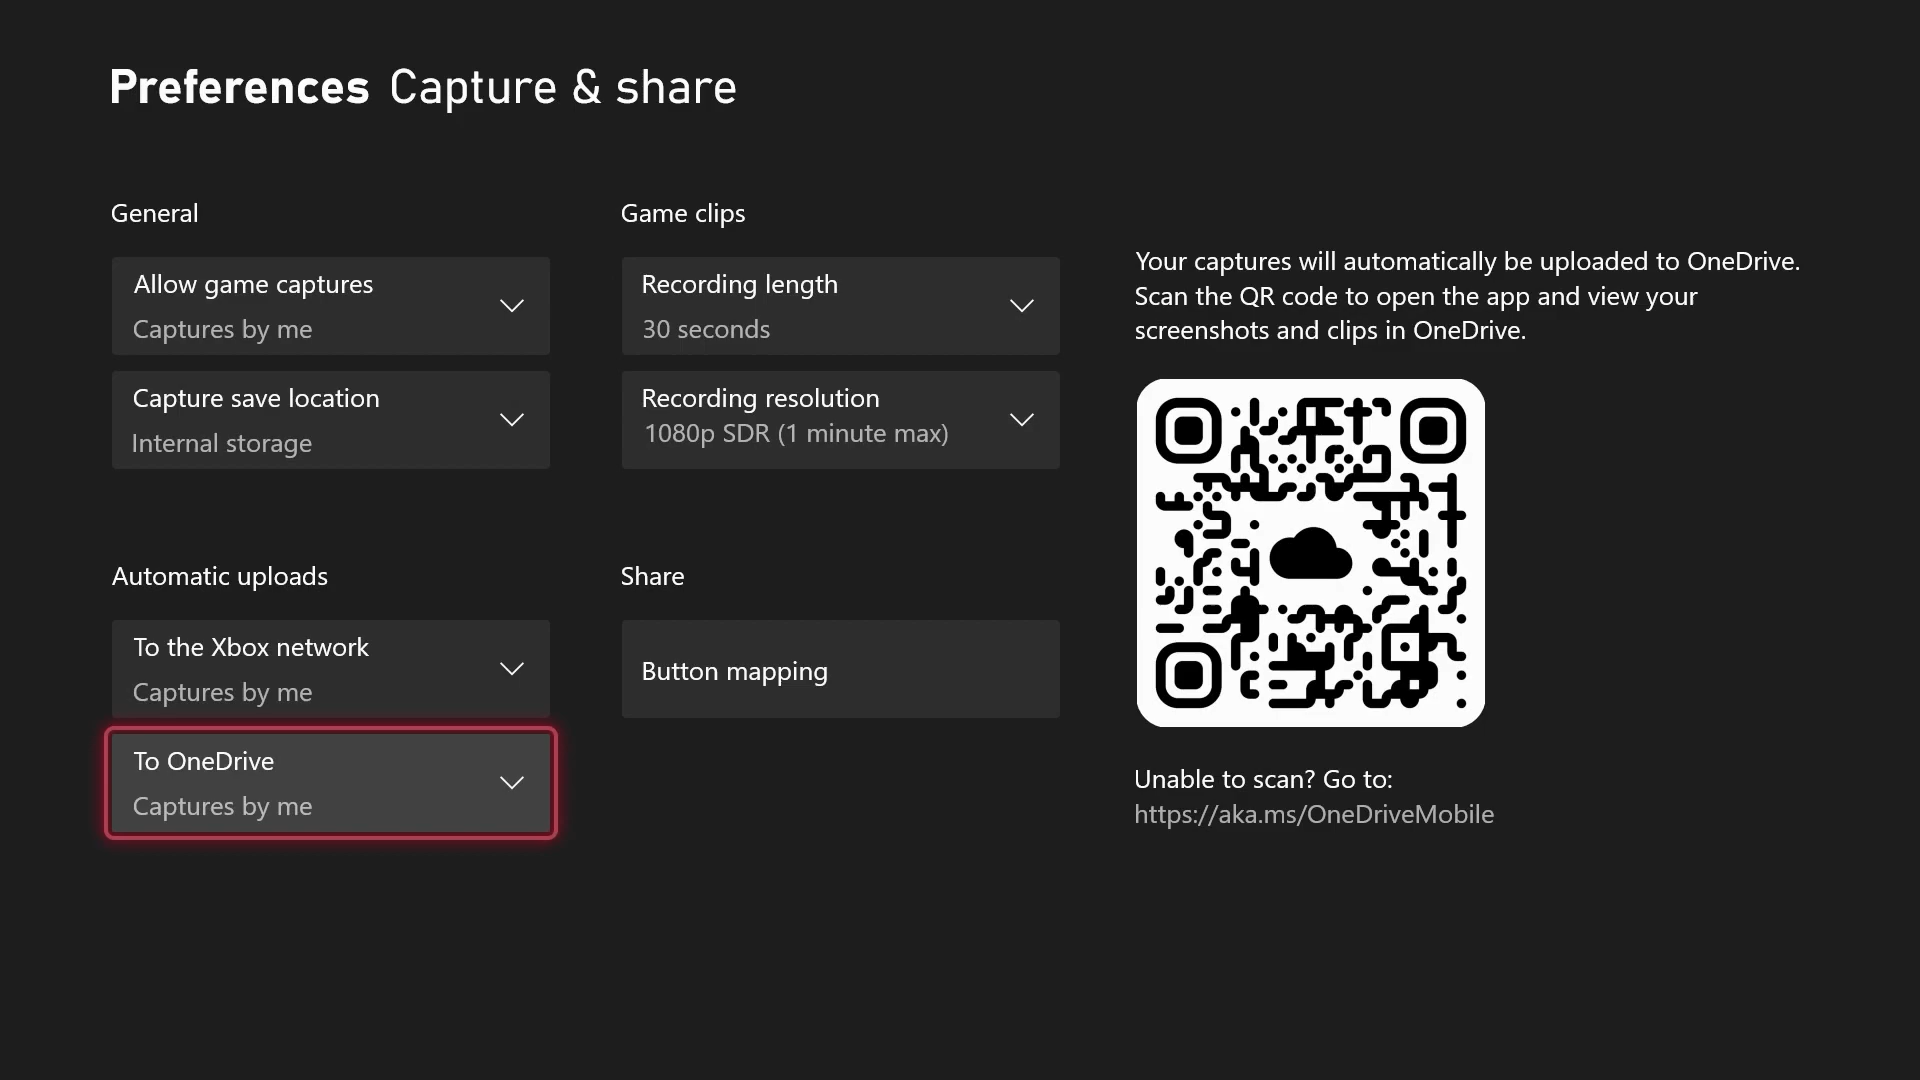 Preferences Capture & share
General
Allow game captures
Captures by me
Capture save location
Internal storage
Automatic uploads
To the Xbox network
Captures by me
To OneDrive
Captures by me
Game clips
Recording length
30 seconds
Recording resolution
1080p SDR (1 minute max)
Share
Button mapping
Your captures will automatically be uploaded to OneDrive.
Scan the QR code to open the app and view your
screenshots and clips in OneDrive.
Unable to scan? Go to:
https://aka.ms/OneDriveMobile